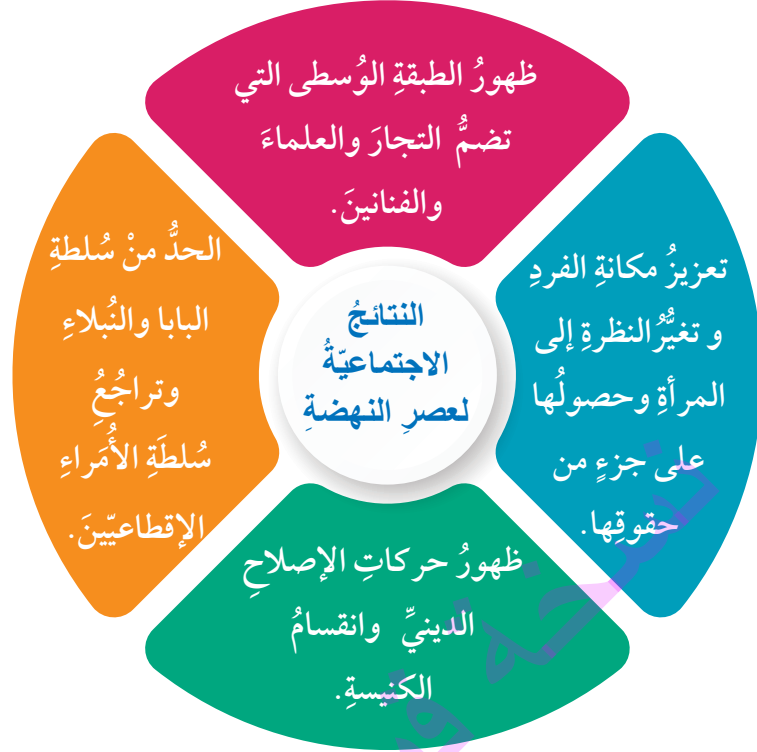 ظهورُ الطبقةِ الوُسطى التي
تضمُّ التجارَ والعلماءَ
والفنانينَ.
تعزيزُ مكانةِ الفردِ
و تغيُّرُ النظرةِ إلى
المرأةِ وحصولُها
على جزءٍ من
حقوقِها.
النتائجُ
الاجتماعيّةُ
لعصرِ النهضةِ
الحدُّ منْ سُلطةِ
البابا والنُبلاءِ
وتراجُعُ
سُلطَةِ الأُمَراءِ
الإقطاعيّينَ.
ظهورُ حركاتِ الإصلاحِ
الدينيِّ وانقسامُ
الكنيسةِ.
نسخة